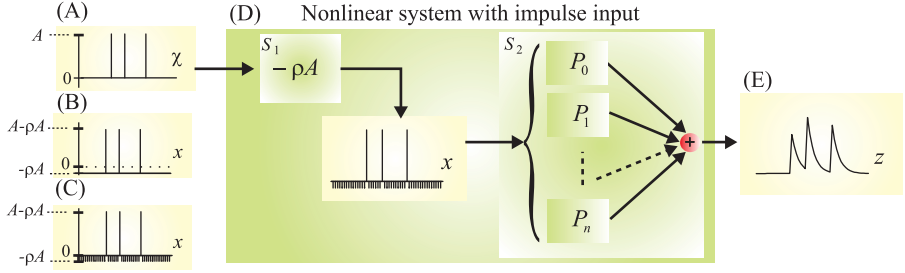 (A)
A
0
χ
(B)
A-ρA
0
-ρA
x
(C)
A-ρA
0
-ρA
x
(D)
Nonlinear system with impulse input
S₁
− ρA
x
S₂
P₀
P₁
Pₙ
+
(E)
z